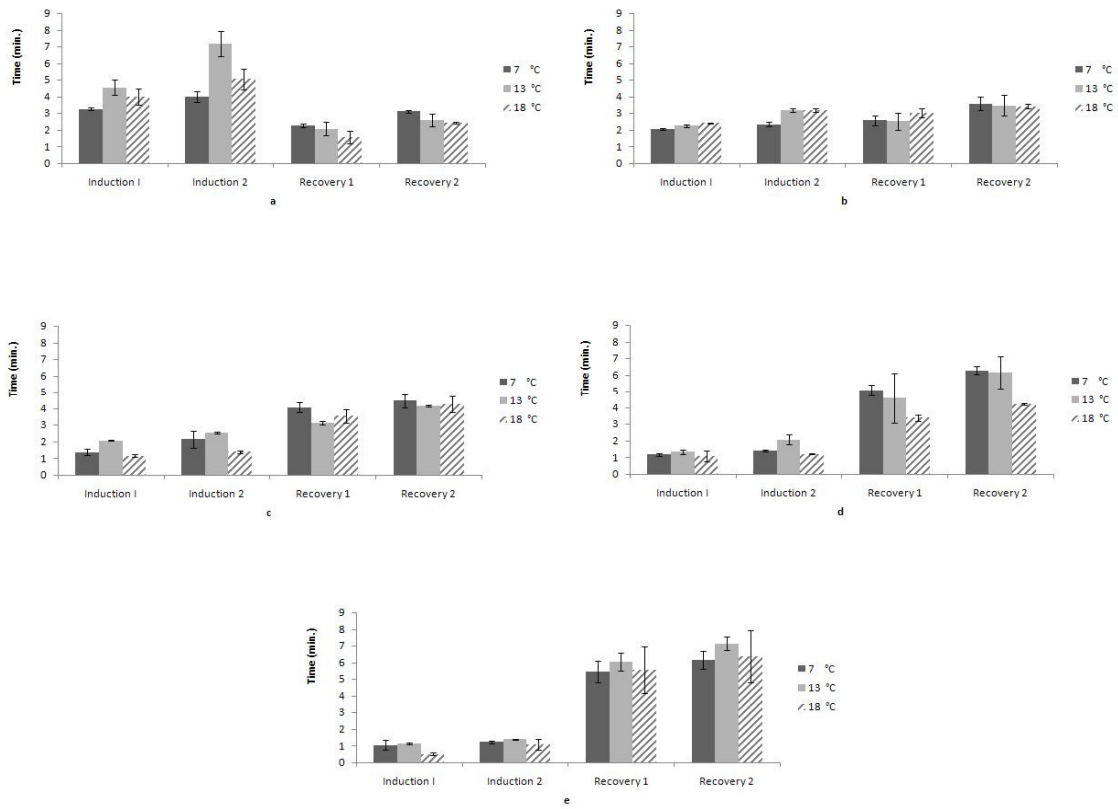 Time (min.)
9
8
7
6
5
4
3
2
1
0
Induction I
Induction 2
Recovery 1
Recovery 2
7 °C
13 °C
18 °C
a
Time (min.)
9
8
7
6
5
4
3
2
1
0
Induction I
Induction 2
Recovery 1
Recovery 2
7 °C
13 °C
18 °C
b
Time (min.)
9
8
7
6
5
4
3
2
1
0
Induction I
Induction 2
Recovery 1
Recovery 2
7 °C
13 °C
18 °C
c
Time (min.)
9
8
7
6
5
4
3
2
1
0
Induction I
Induction 2
Recovery 1
Recovery 2
7 °C
13 °C
18 °C
d
Time (min.)
9
8
7
6
5
4
3
2
1
0
Induction I
Induction 2
Recovery 1
Recovery 2
7 °C
13 °C
18 °C
e